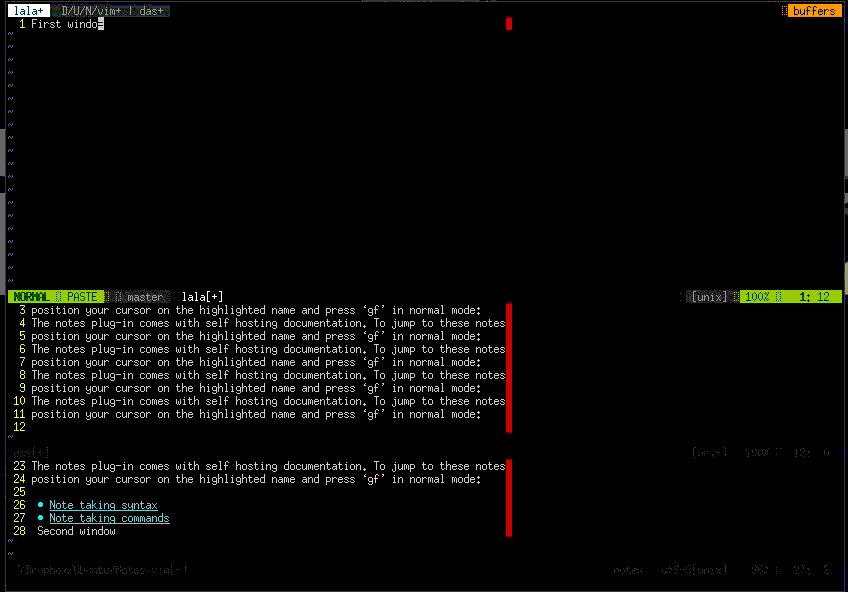 lala+ D/U/N/vim+ | das+ buffers
1 First windo=
NORMAL PASTE master lala[+] [unix] 100% 1: 12
3 position your cursor on the highlighted name and press ‘gf’ in normal mode:
4 The notes plug-in comes with self hosting documentation. To jump to these notes
5 position your cursor on the highlighted name and press ‘gf’ in normal mode:
6 The notes plug-in comes with self hosting documentation. To jump to these notes
7 position your cursor on the highlighted name and press ‘gf’ in normal mode:
8 The notes plug-in comes with self hosting documentation. To jump to these notes
9 position your cursor on the highlighted name and press ‘gf’ in normal mode:
10 The notes plug-in comes with self hosting documentation. To jump to these notes
11 position your cursor on the highlighted name and press ‘gf’ in normal mode:
12
[unix] 100% 12: 0
23 The notes plug-in comes with self hosting documentation. To jump to these notes
24 position your cursor on the highlighted name and press ‘gf’ in normal mode:
25
26 • Note taking syntax
27 • Note taking commands
28 Second window
notes utf-8[unix] 96% 27: 2